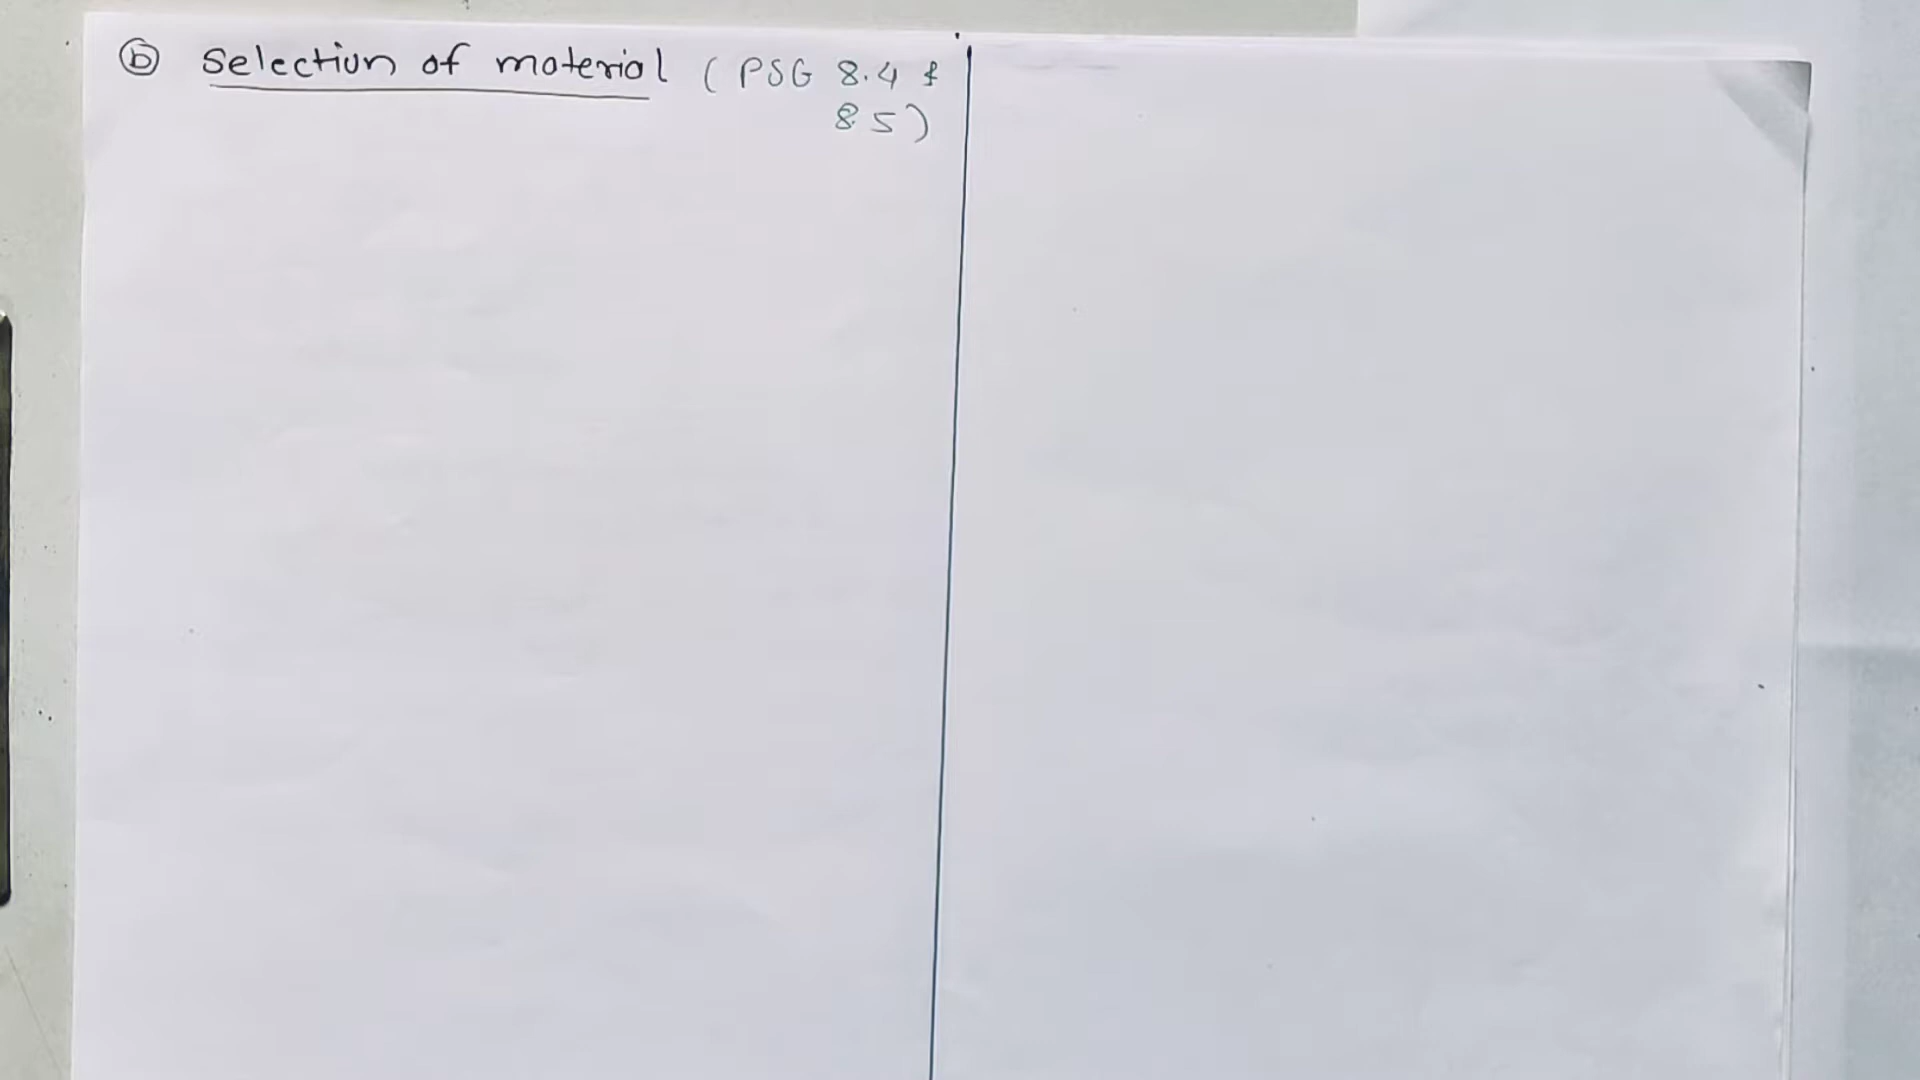 ⓑ Selection of material ( PSG 8.4 &
8.5)